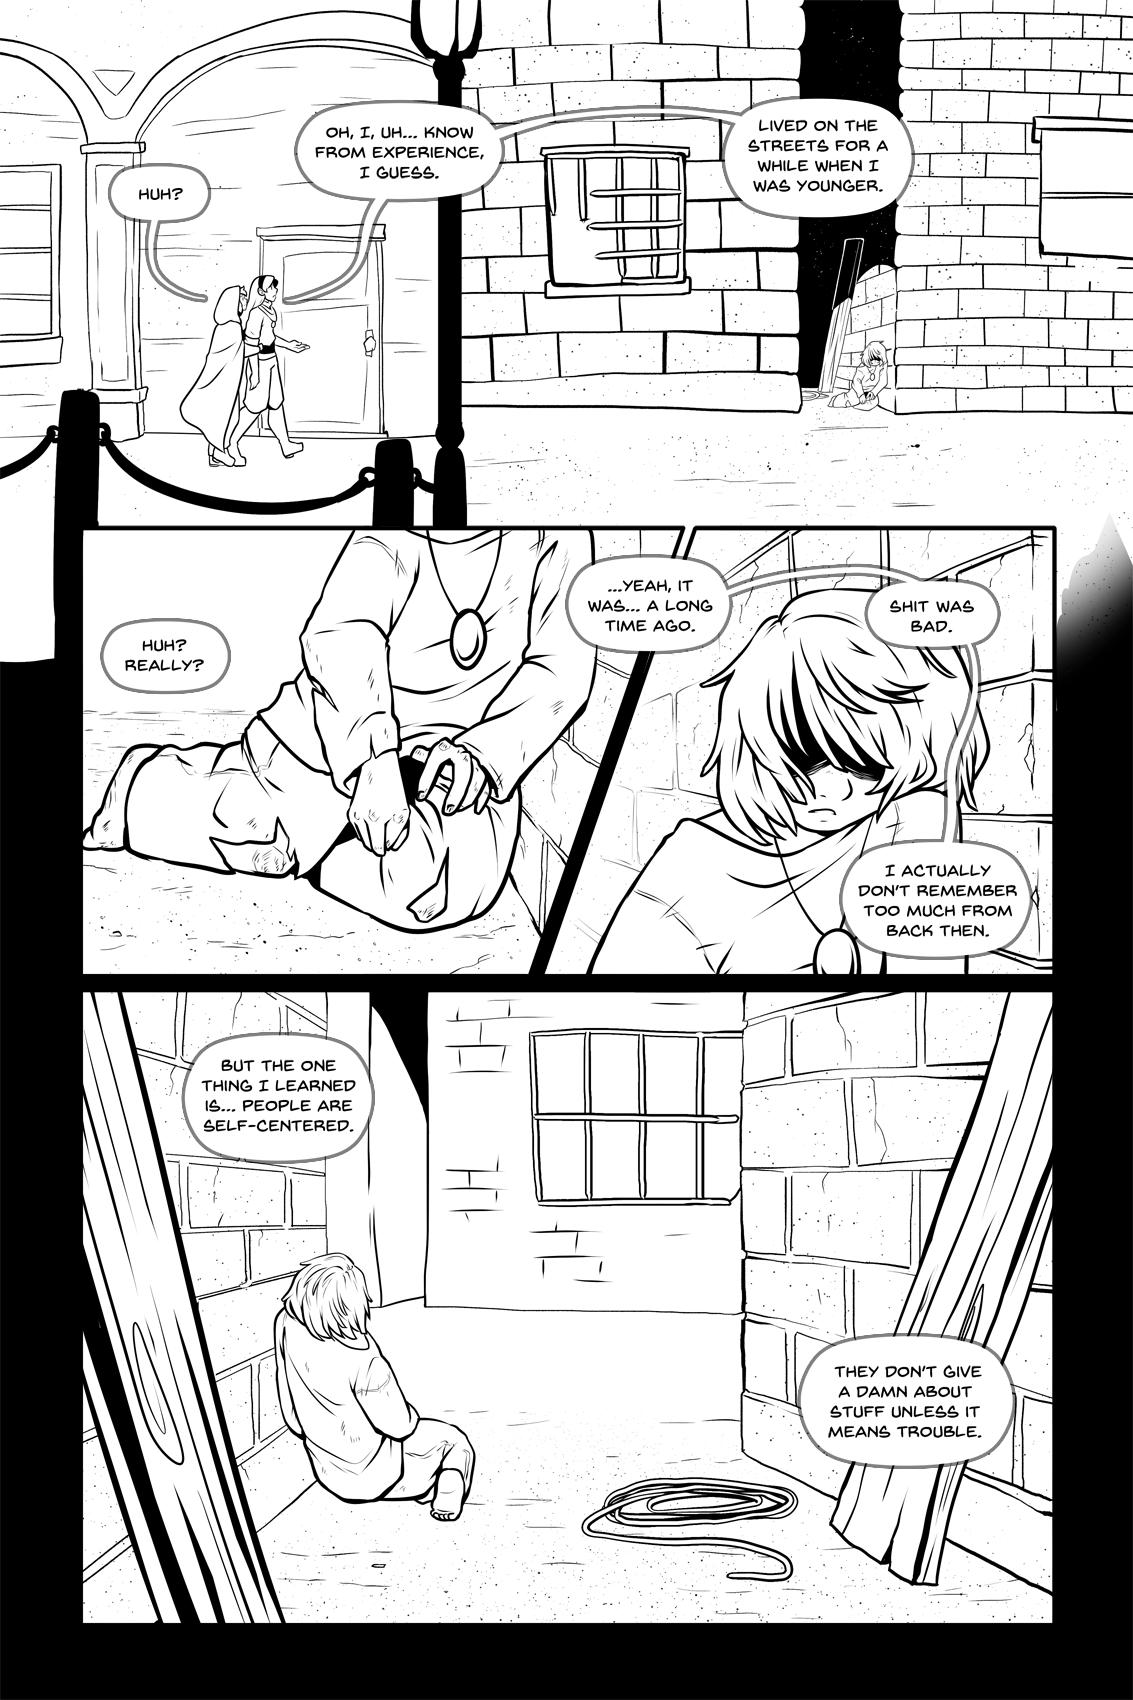 HUH?
OH, I, UH... KNOW
FROM EXPERIENCE,
I GUESS.
LIVED ON THE
STREETS FOR A
WHILE WHEN I
WAS YOUNGER.
HUH?
REALLY?
...YEAH, IT
WAS... A LONG
TIME AGO.
SHIT WAS
BAD.
I ACTUALLY
DON'T REMEMBER
TOO MUCH FROM
BACK THEN.
BUT THE ONE
THING I LEARNED
IS... PEOPLE ARE
SELF-CENTERED.
THEY DON'T GIVE
A DAMN ABOUT
STUFF UNLESS IT
MEANS TROUBLE.